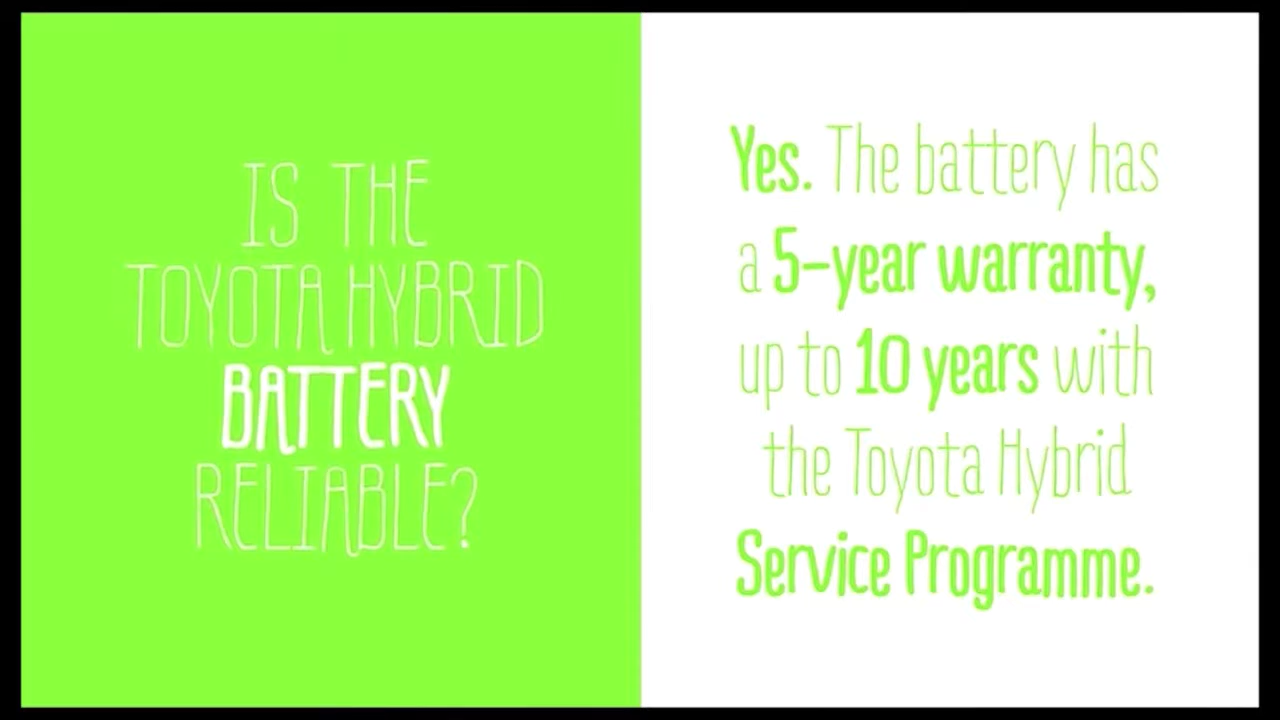 IS THE
TOYOTA HYBRID
BATTERY
RELIABLE?
Yes. The battery has
a 5-year warranty,
up to 10 years with
the Toyota Hybrid
Service Programme.